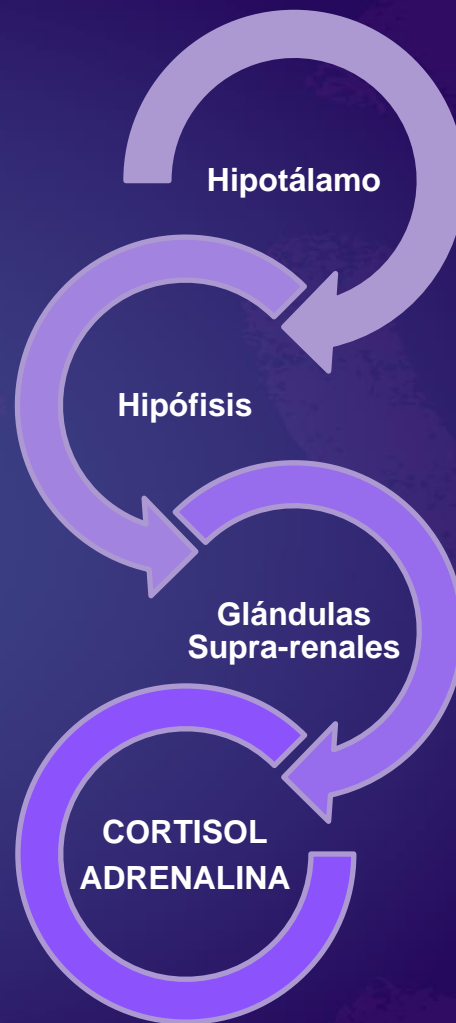 Hipotálamo
Hipófisis
Glándulas
Supra-renales
CORTISOL
ADRENALINA